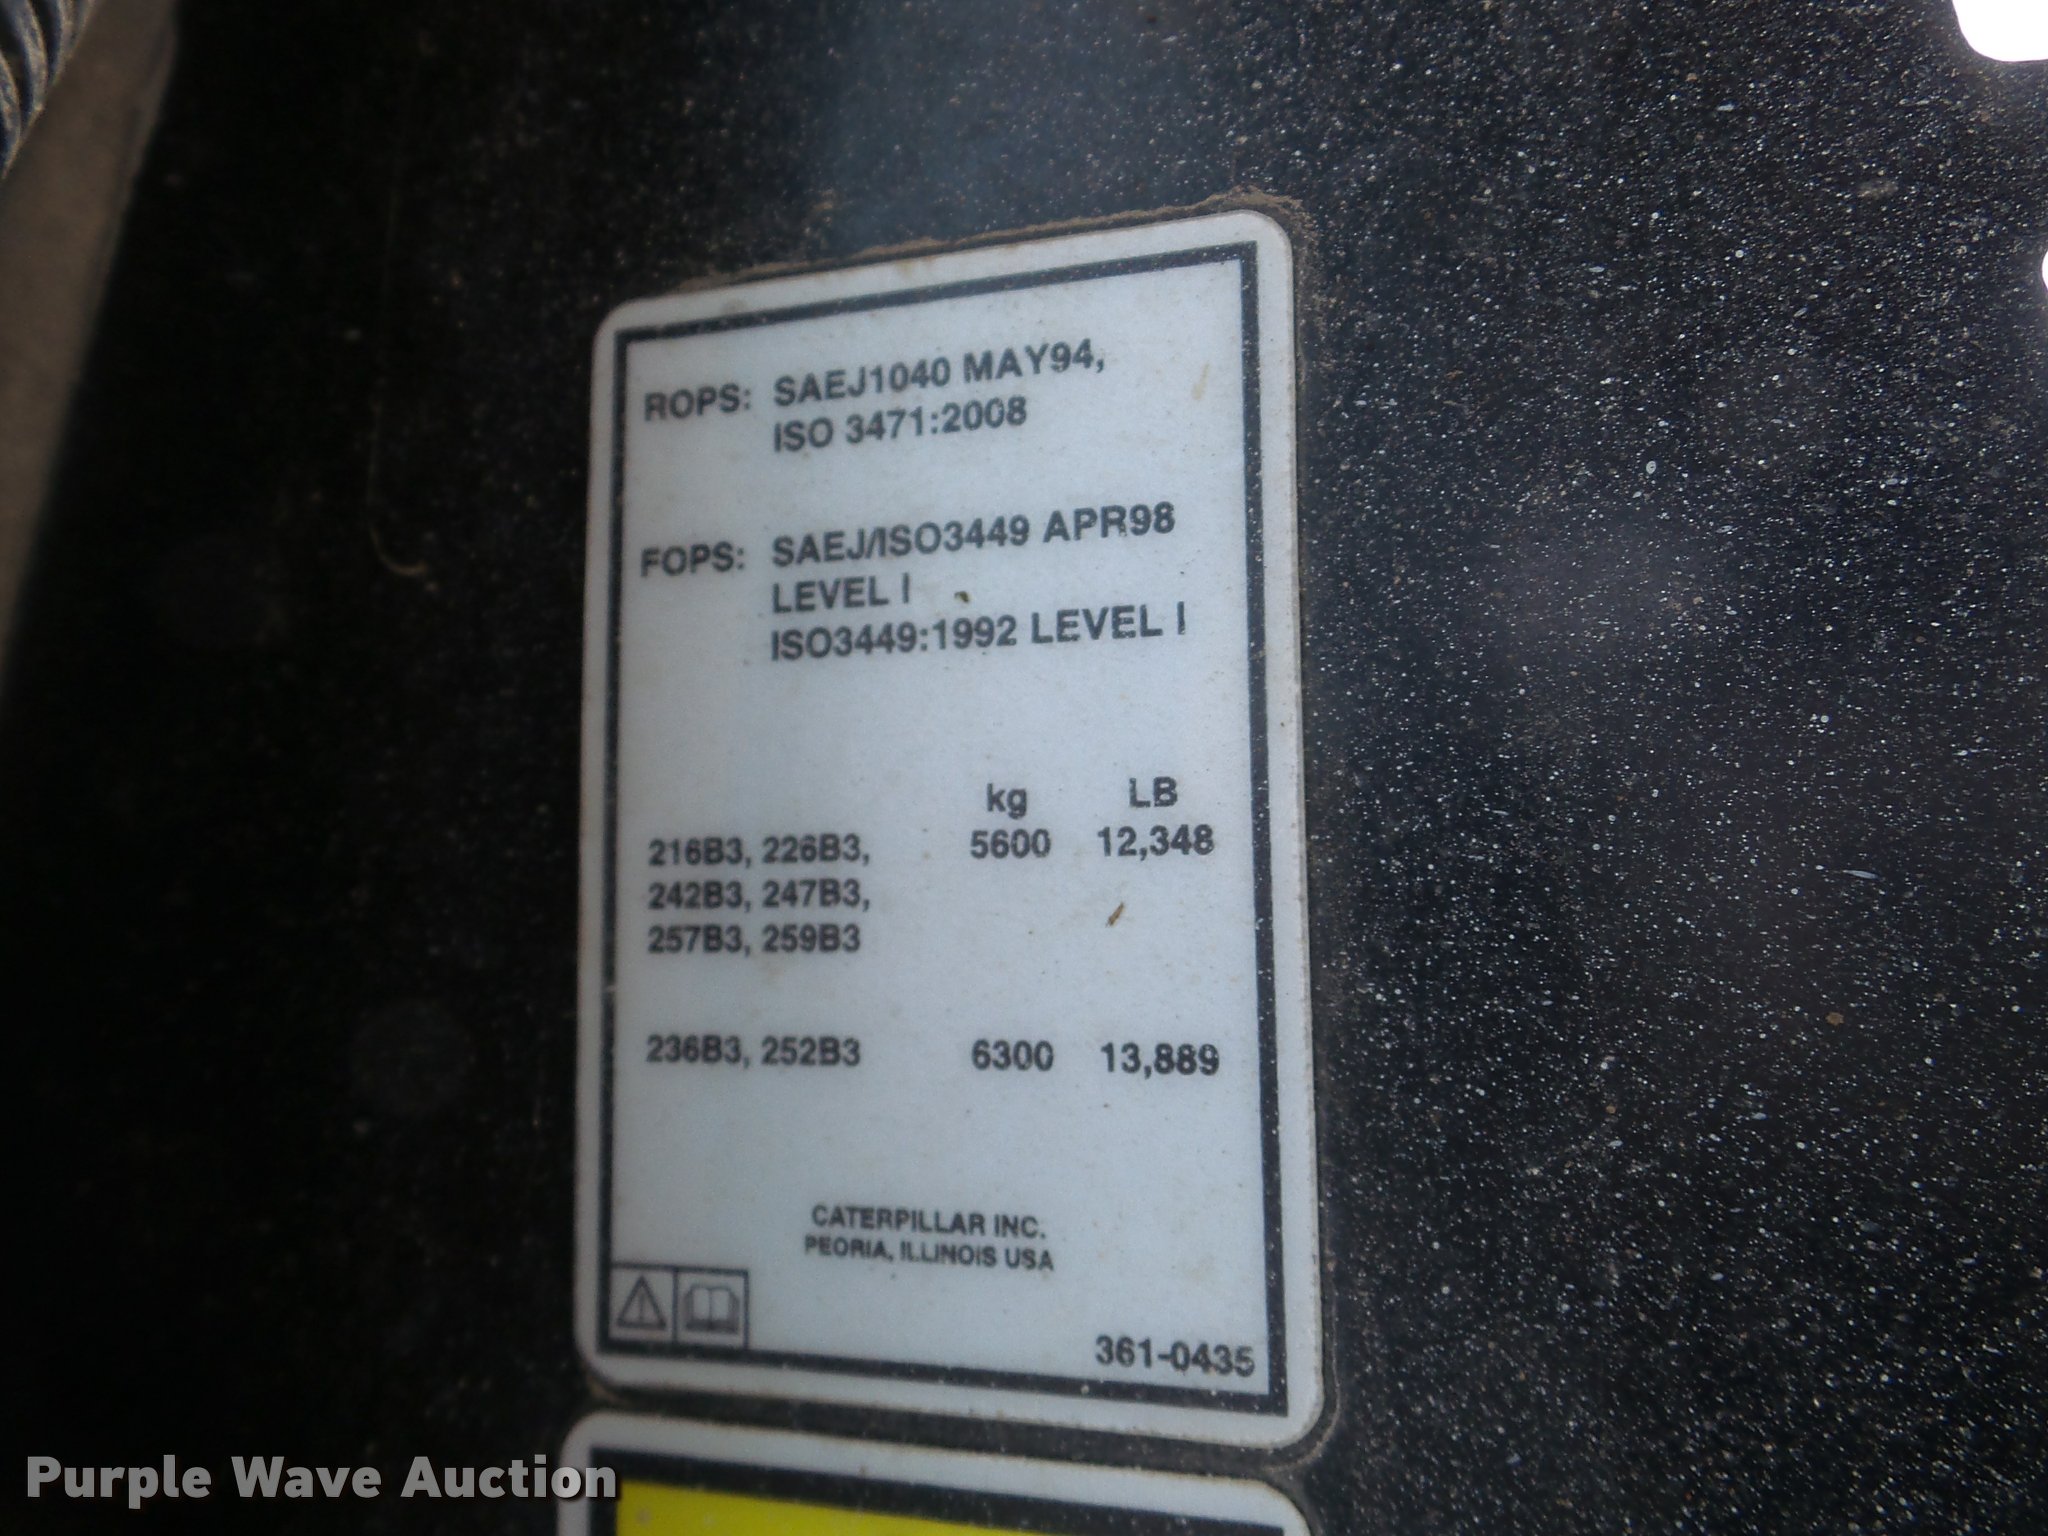 ROPS: SAEJ1040 MAY94,
ISO 3471:2008
FOPS: SAEJ/ISO3449 APR98
LEVEL I
ISO3449:1992 LEVEL I
kg LB
216B3, 226B3, 5600 12,348
242B3, 247B3,
257B3, 259B3
236B3, 252B3 6300 13,889
CATERPILLAR INC.
PEORIA, ILLINOIS USA
361-0435
Purple Wave Auction